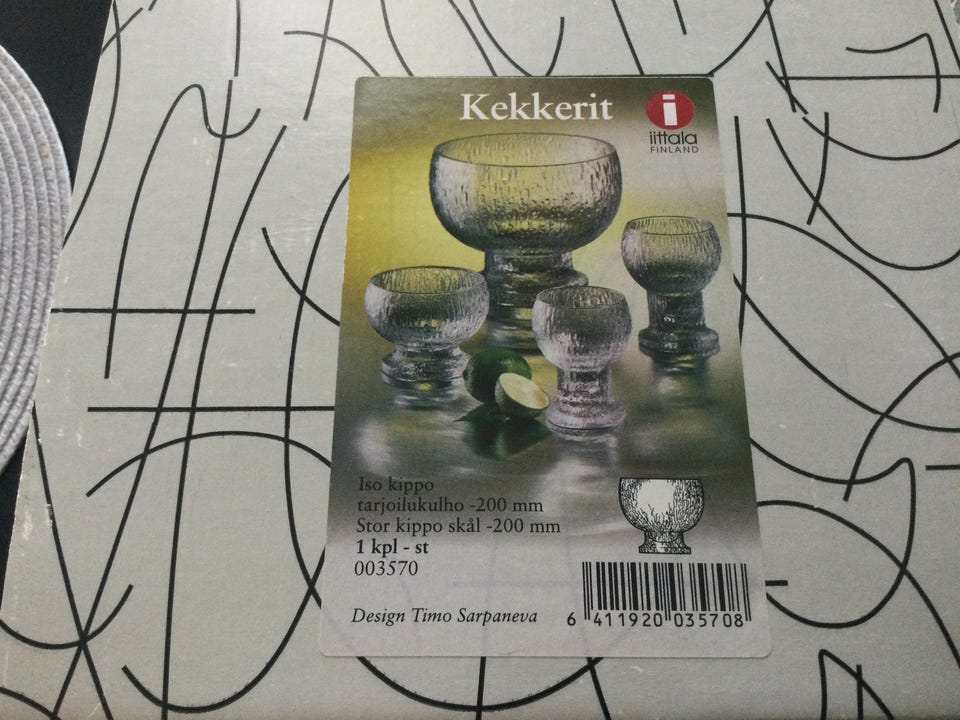 Kekkerit
i
iittala
FINLAND
Iso kippo
tarjoilukulho -200 mm
Stor kippo skål -200 mm
1 kpl - st
003570
Design Timo Sarpaneva
6 411920 035708